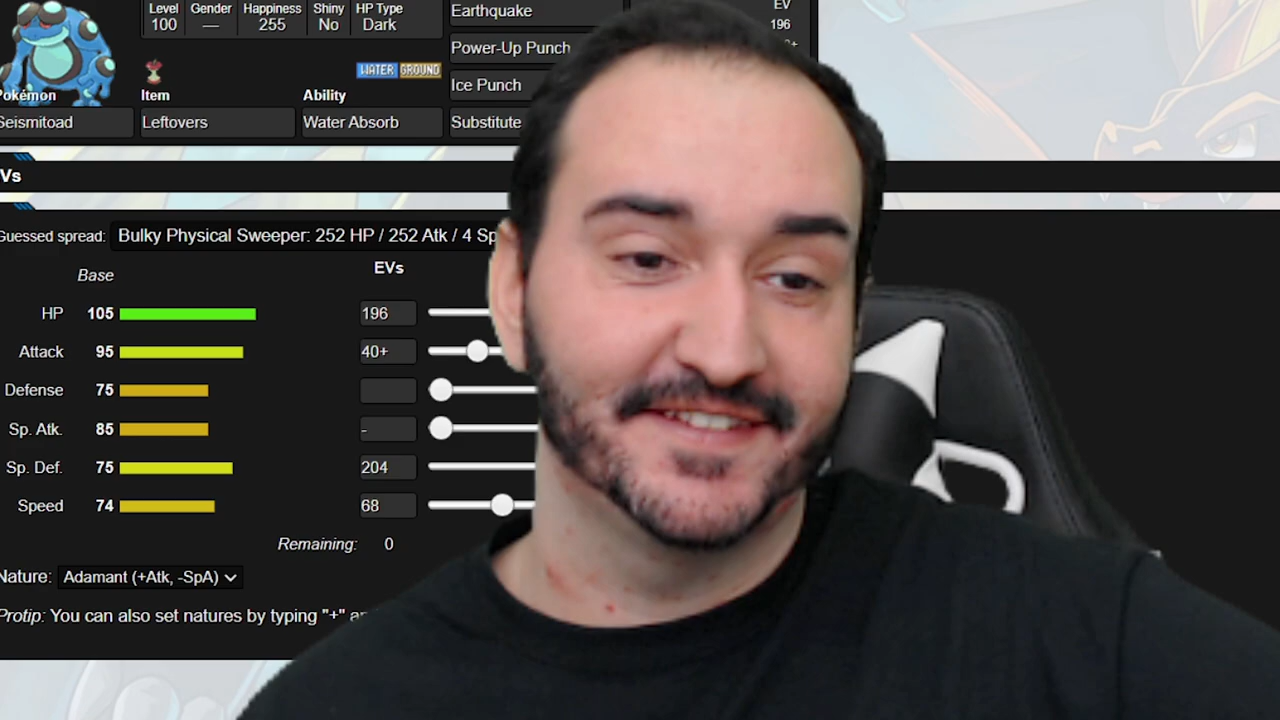 Level Gender Happiness Shiny HP Type
100 — 255 No Dark
Earthquake
EV
196
Power-Up Punch
WATER GROUND
Ice Punch
Pokémon Item Ability
Seismitoad Leftovers Water Absorb Substitute
Vs
Guessed spread: Bulky Physical Sweeper: 252 HP / 252 Atk / 4 Sp
Base EVs
HP 105 196
Attack 95 40+
Defense 75
Sp. Atk. 85 -
Sp. Def. 75 204
Speed 74 68
Remaining: 0
Nature: Adamant (+Atk, -SpA)
Protip: You can also set natures by typing "+" an